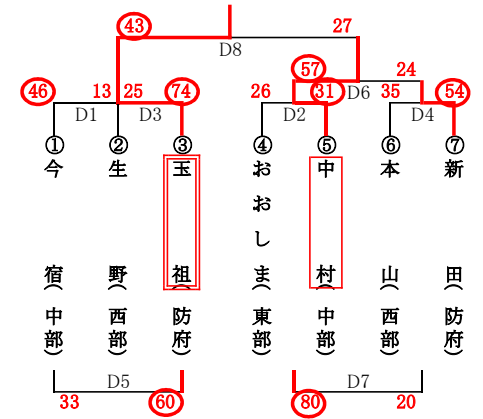 43 27
D8
57 24
46 13 25 74 26 31 D6 35 54
D1 D3 D2 D4
① ② ③ ④ ⑤ ⑥ ⑦
今宿(中部)
生野(西部)
玉祖(防府)
おおしま(東部)
中村(中部)
本山(西部)
新田(防府)
D5 D7
33 60 80 20